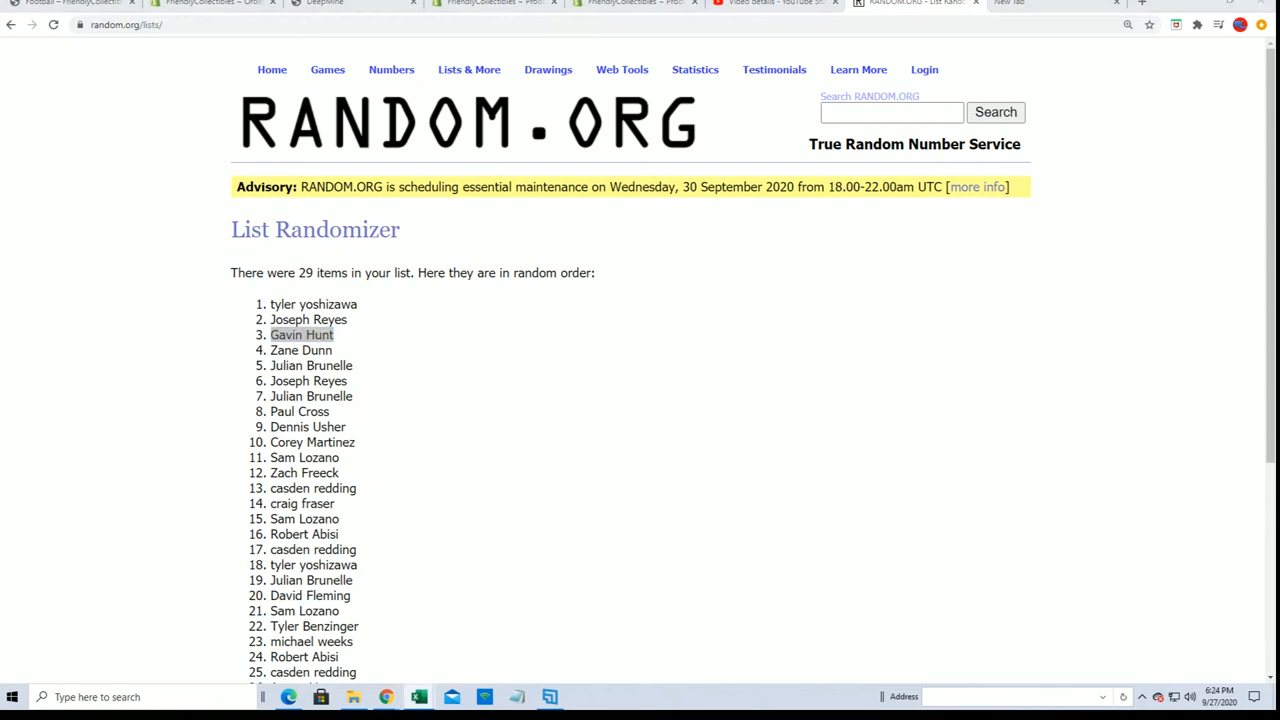 Football – FriendlyCollectibles – Orde
FriendlyCollectibles ~ Orde
DeepMine
FriendlyCollectibles ~ Prod
FriendlyCollectibles ~ Prod
Video details - YouTube St
RANDOM.ORG - List Rando
New Tab
random.org/lists/
Home Games Numbers Lists & More Drawings Web Tools Statistics Testimonials Learn More Login
RANDOM.ORG
Search RANDOM.ORG
Search
True Random Number Service
Advisory: RANDOM.ORG is scheduling essential maintenance on Wednesday, 30 September 2020 from 18.00-22.00am UTC [more info]
List Randomizer
There were 29 items in your list. Here they are in random order:
1. tyler yoshizawa
2. Joseph Reyes
3. Gavin Hunt
4. Zane Dunn
5. Julian Brunelle
6. Joseph Reyes
7. Julian Brunelle
8. Paul Cross
9. Dennis Usher
10. Corey Martinez
11. Sam Lozano
12. Zach Freeck
13. casden redding
14. craig fraser
15. Sam Lozano
16. Robert Abisi
17. casden redding
18. tyler yoshizawa
19. Julian Brunelle
20. David Fleming
21. Sam Lozano
22. Tyler Benzinger
23. michael weeks
24. Robert Abisi
25. casden redding
Type here to search
Address
6:24 PM
9/27/2020